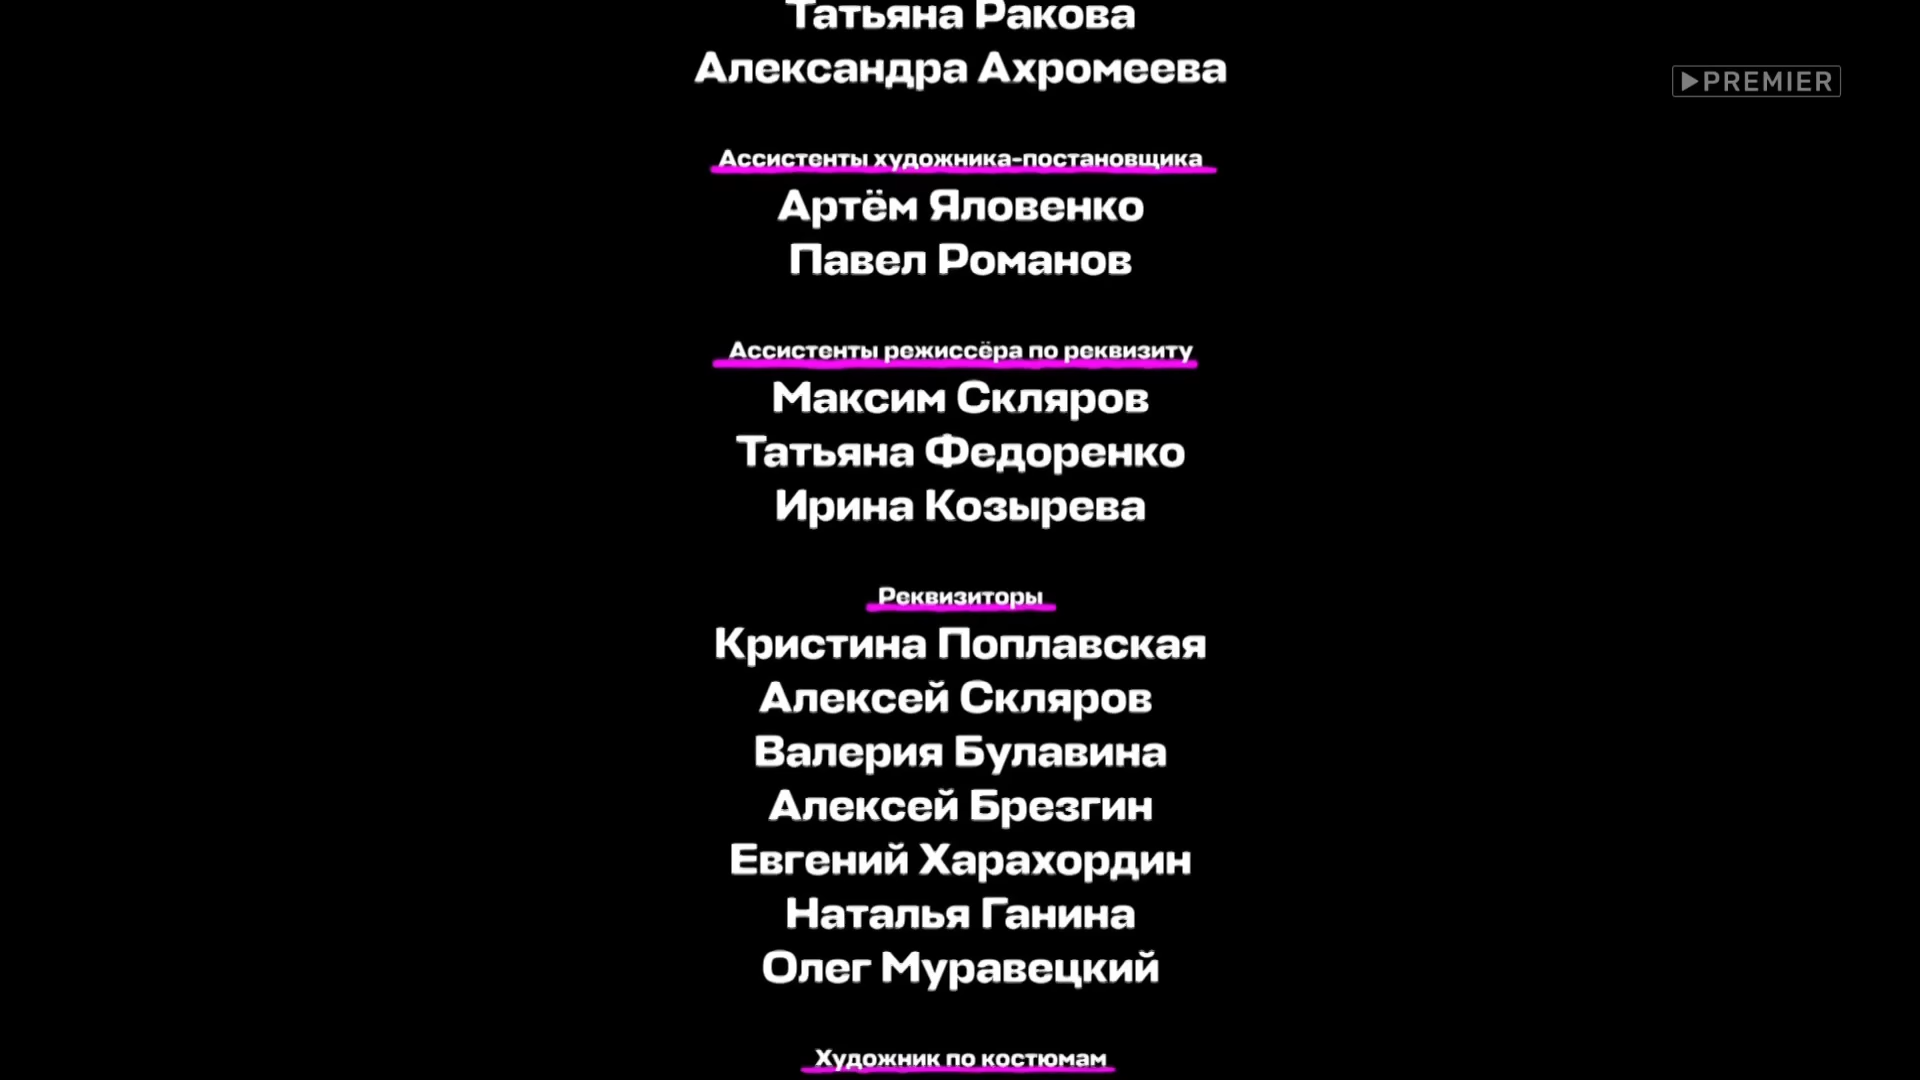 Татьяна Ракова
Александра Ахромеева
PREMIER
Ассистенты художника-постановщика
Артём Яловенко
Павел Романов
Ассистенты режиссёра по реквизиту
Максим Скляров
Татьяна Федоренко
Ирина Козырева
Реквизиторы
Кристина Поплавская
Алексей Скляров
Валерия Булавина
Алексей Брезгин
Евгений Харахордин
Наталья Ганина
Олег Муравецкий
Художник по костюмам